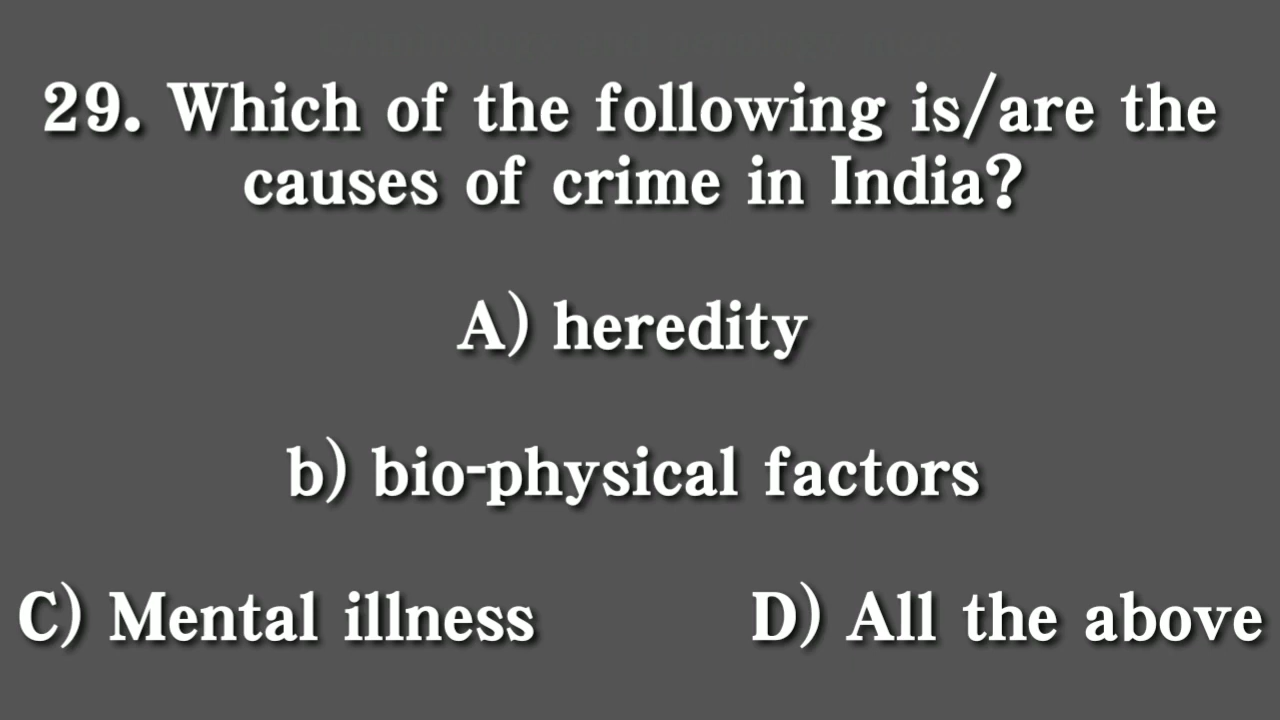 29. Which of the following is/are the
causes of crime in India?
A) heredity
b) bio-physical factors
C) Mental illness
D) All the above